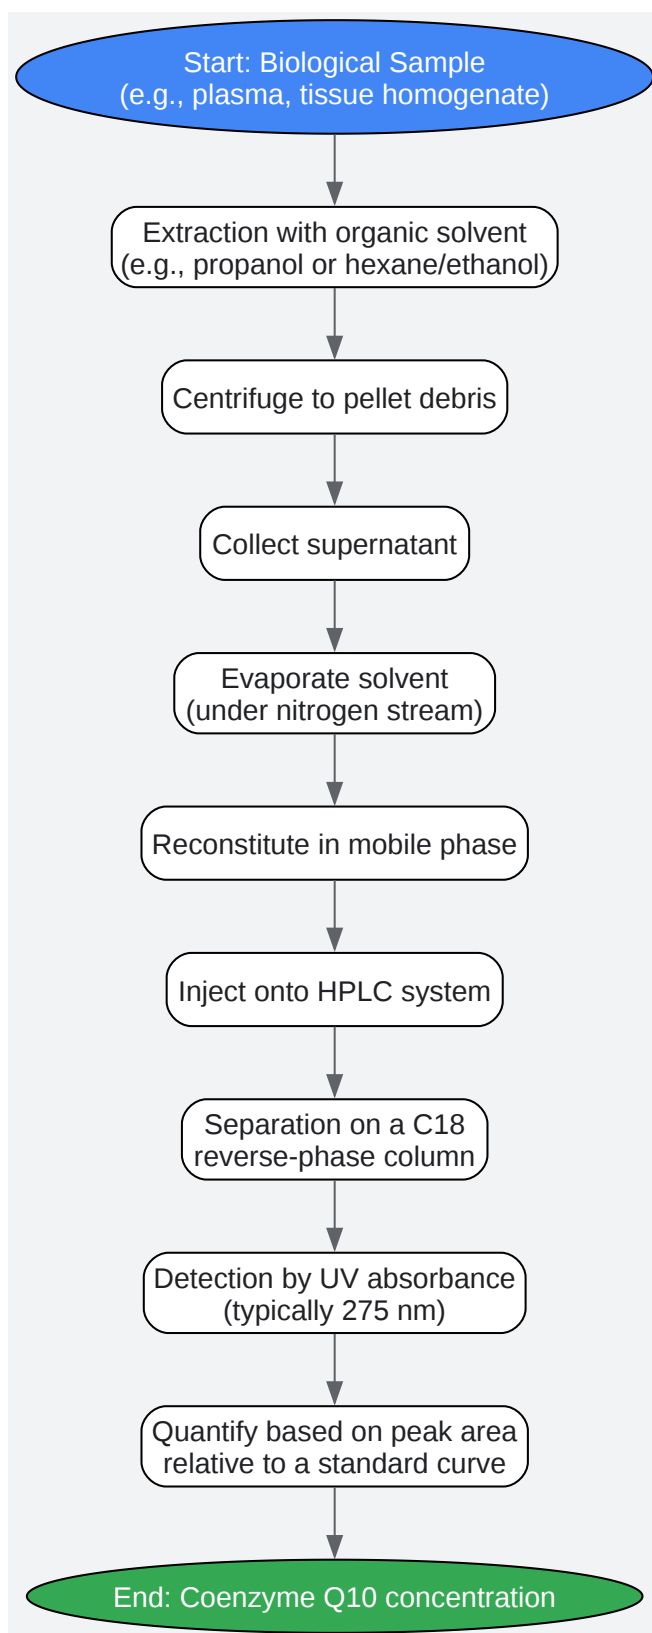 Start: Biological Sample
(e.g., plasma, tissue homogenate)
Extraction with organic solvent
(e.g., propanol or hexane/ethanol)
Centrifuge to pellet debris
Collect supernatant
Evaporate solvent
(under nitrogen stream)
Reconstitute in mobile phase
Inject onto HPLC system
Separation on a C18
reverse-phase column
Detection by UV absorbance
(typically 275 nm)
Quantify based on peak area
relative to a standard curve
End: Coenzyme Q10 concentration